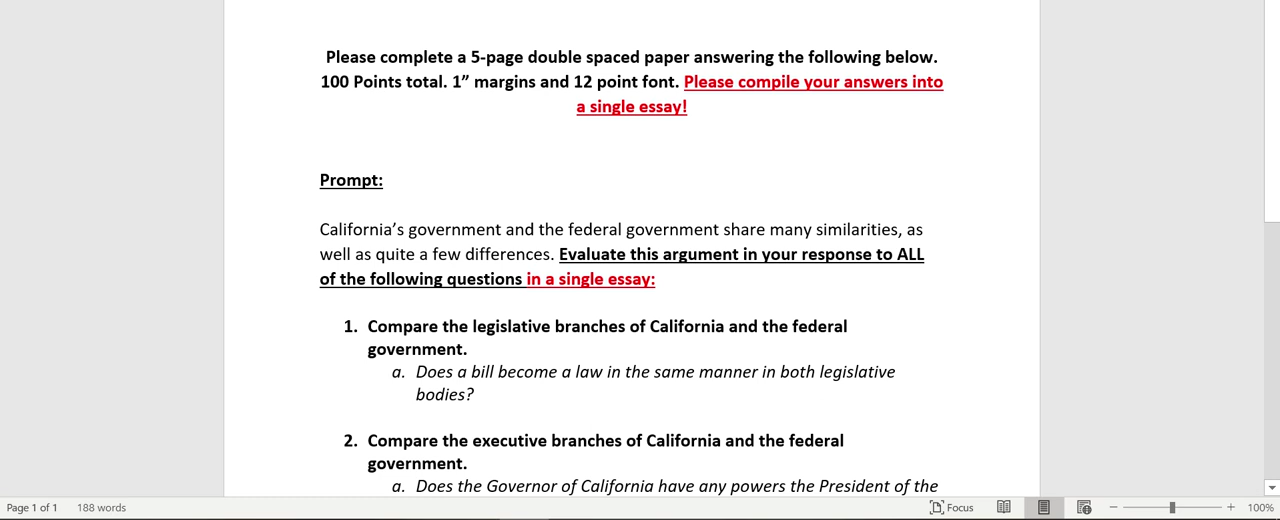 Please complete a 5-page double spaced paper answering the following below.
100 Points total. 1” margins and 12 point font. Please compile your answers into
a single essay!
Prompt:
California’s government and the federal government share many similarities, as
well as quite a few differences. Evaluate this argument in your response to ALL
of the following questions in a single essay:
1. Compare the legislative branches of California and the federal
government.
a. Does a bill become a law in the same manner in both legislative
bodies?
2. Compare the executive branches of California and the federal
government.
a. Does the Governor of California have any powers the President of the
Page 1 of 1 188 words Focus 100%